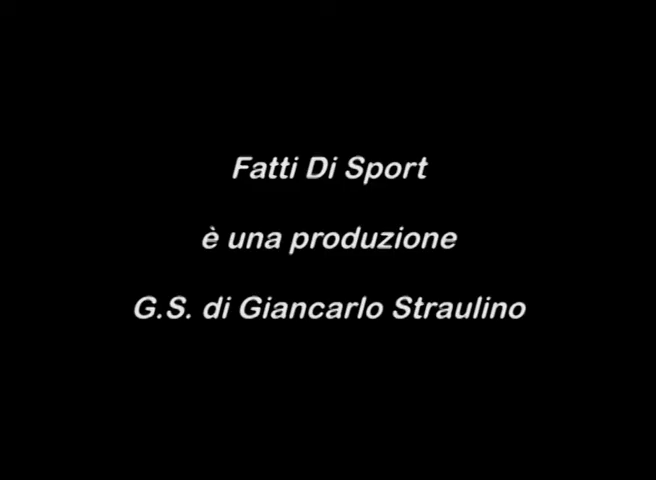 Fatti Di Sport
è una produzione
G.S. di Giancarlo Straulino